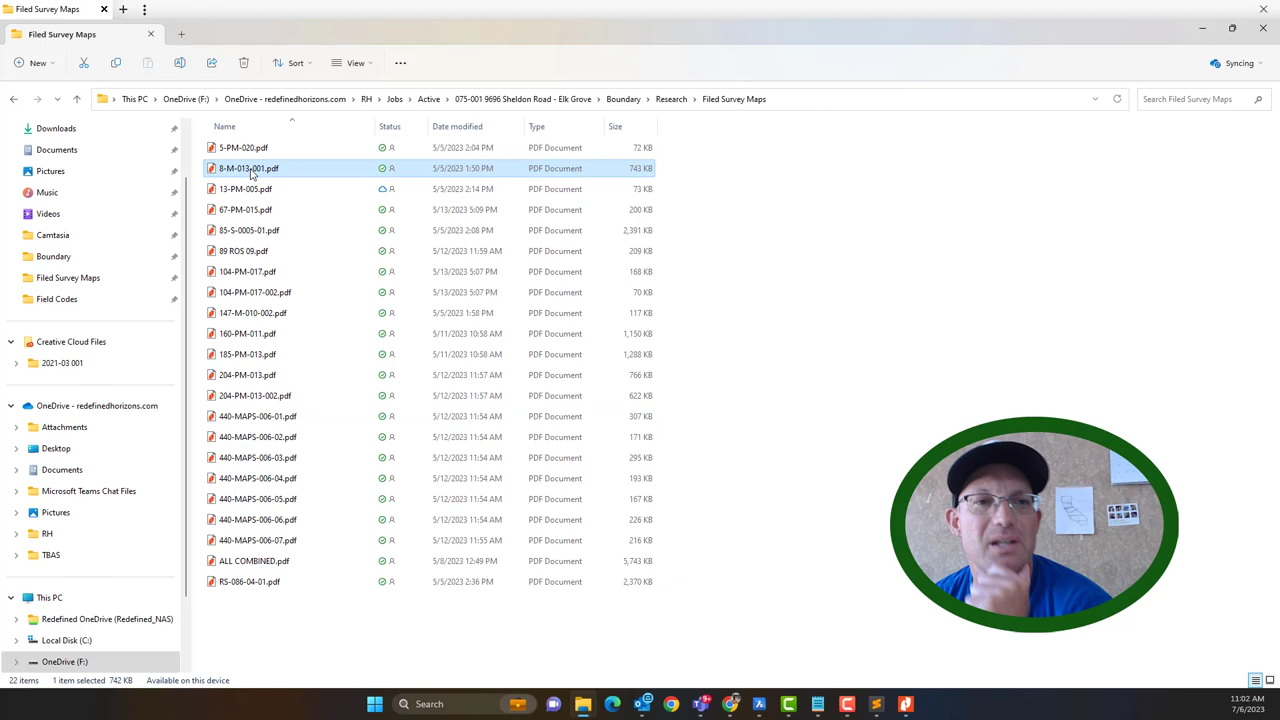 Filed Survey Maps
Filed Survey Maps
New
Sort
View
Syncing
This PC > OneDrive (F:) > OneDrive - redefinedhorizons.com > RH > Jobs > Active > 075-001 9696 Sheldon Road - Elk Grove > Boundary > Research > Filed Survey Maps
Search Filed Survey Maps
Downloads
Documents
Pictures
Music
Videos
Camtasia
Boundary
Filed Survey Maps
Field Codes
Creative Cloud Files
2021-03 001
OneDrive - redefinedhorizons.com
Attachments
Desktop
Documents
Microsoft Teams Chat Files
Pictures
RH
TBAS
This PC
Redefined OneDrive (Redefined_NAS)
Local Disk (C:)
OneDrive (F:)
Name Status Date modified Type Size
5-PM-020.pdf 5/5/2023 2:04 PM PDF Document 72 KB
8-M-013-001.pdf 5/5/2023 1:50 PM PDF Document 743 KB
13-PM-005.pdf 5/5/2023 2:14 PM PDF Document 73 KB
67-PM-015.pdf 5/13/2023 5:09 PM PDF Document 200 KB
85-S-0005-01.pdf 5/5/2023 2:08 PM PDF Document 2,391 KB
89 ROS 09.pdf 5/12/2023 11:59 AM PDF Document 209 KB
104-PM-017.pdf 5/13/2023 5:07 PM PDF Document 168 KB
104-PM-017-002.pdf 5/13/2023 5:07 PM PDF Document 70 KB
147-M-010-002.pdf 5/5/2023 1:58 PM PDF Document 117 KB
160-PM-011.pdf 5/11/2023 10:58 AM PDF Document 1,150 KB
185-PM-013.pdf 5/11/2023 10:58 AM PDF Document 1,288 KB
204-PM-013.pdf 5/12/2023 11:57 AM PDF Document 766 KB
204-PM-013-002.pdf 5/12/2023 11:57 AM PDF Document 622 KB
440-MAPS-006-01.pdf 5/12/2023 11:54 AM PDF Document 307 KB
440-MAPS-006-02.pdf 5/12/2023 11:54 AM PDF Document 171 KB
440-MAPS-006-03.pdf 5/12/2023 11:54 AM PDF Document 295 KB
440-MAPS-006-04.pdf 5/12/2023 11:54 AM PDF Document 193 KB
440-MAPS-006-05.pdf 5/12/2023 11:54 AM PDF Document 167 KB
440-MAPS-006-06.pdf 5/12/2023 11:54 AM PDF Document 226 KB
440-MAPS-006-07.pdf 5/12/2023 11:55 AM PDF Document 216 KB
ALL COMBINED.pdf 5/8/2023 12:49 PM PDF Document 5,743 KB
RS-086-04-01.pdf 5/5/2023 2:36 PM PDF Document 2,370 KB
22 items 1 item selected 742 KB Available on this device
Search
11:02 AM
7/6/2023